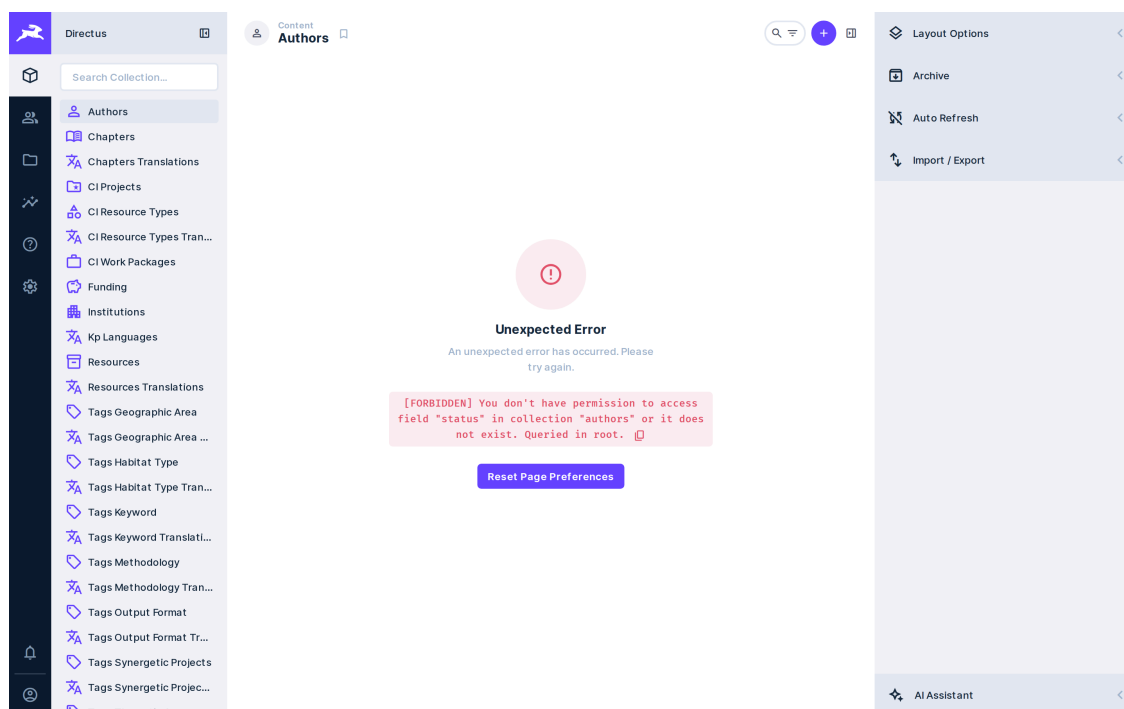 Directus
Search Collection...
Authors
Chapters
Chapters Translations
CI Projects
CI Resource Types
CI Resource Types Tran...
CI Work Packages
Funding
Institutions
Kp Languages
Resources
Resources Translations
Tags Geographic Area
Tags Geographic Area ...
Tags Habitat Type
Tags Habitat Type Tran...
Tags Keyword
Tags Keyword Translati...
Tags Methodology
Tags Methodology Tran...
Tags Output Format
Tags Output Format Tr...
Tags Synergetic Projects
Tags Synergetic Projec...
Content
Authors
Unexpected Error
An unexpected error has occurred. Please
try again.
[FORBIDDEN] You don't have permission to access
field "status" in collection "authors" or it does
not exist. Queried in root.
Reset Page Preferences
Layout Options
Archive
Auto Refresh
Import / Export
AI Assistant